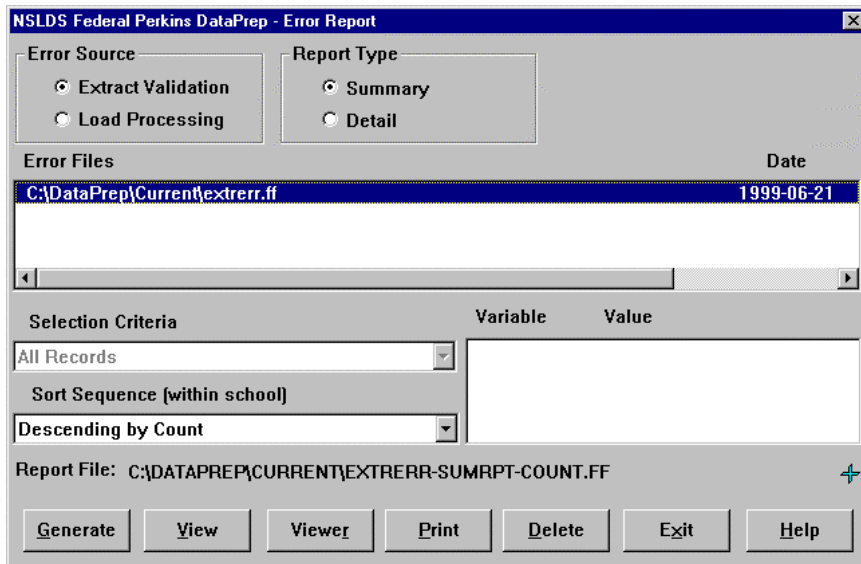 NSLDS Federal Perkins DataPrep - Error Report
Error Source
Report Type
Extract Validation
Summary
Load Processing
Detail
Error Files Date
C:\DataPrep\Current\extrerr.ff 1999-06-21
Selection Criteria
Variable Value
All Records
Sort Sequence (within school)
Descending by Count
Report File: C:\DATAPREP\CURRENT\EXTRERR-SUMRPT-COUNT.FF
Generate View Viewer Print Delete Exit Help